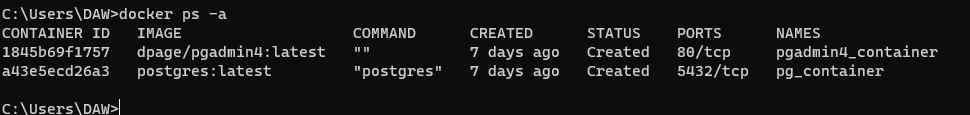 C:\Users\DAW>docker ps -a
CONTAINER ID   IMAGE                   COMMAND      CREATED      STATUS    PORTS      NAMES
1845b69f1757   dpage/pgadmin4:latest   ""           7 days ago   Created   80/tcp     pgadmin4_container
a43e5ecd26a3   postgres:latest         "postgres"   7 days ago   Created   5432/tcp   pg_container
C:\Users\DAW>